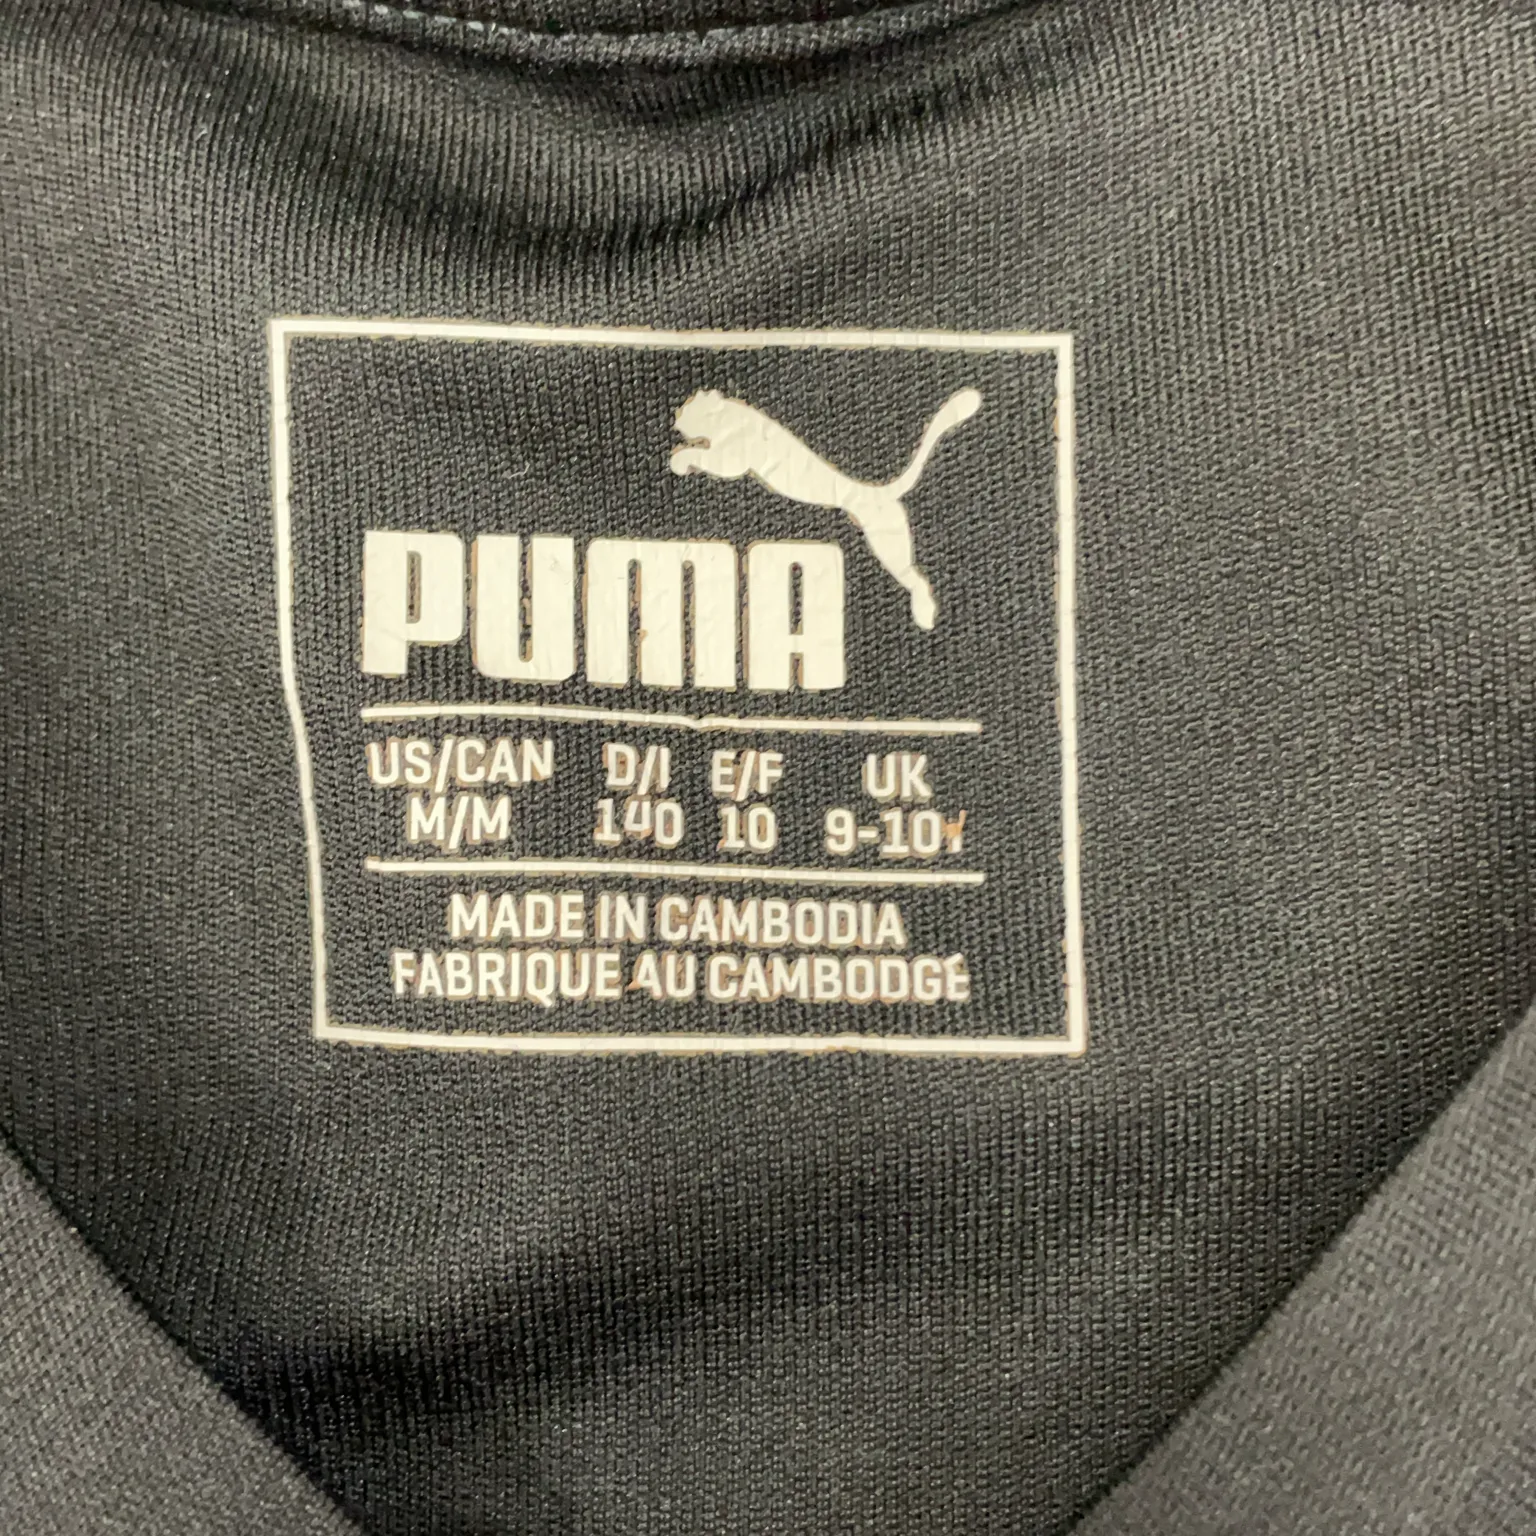 PUMA
US/CAN D/I E/F UK
M/M 140 10 9-10Y
MADE IN CAMBODIA
FABRIQUE AU CAMBODGE